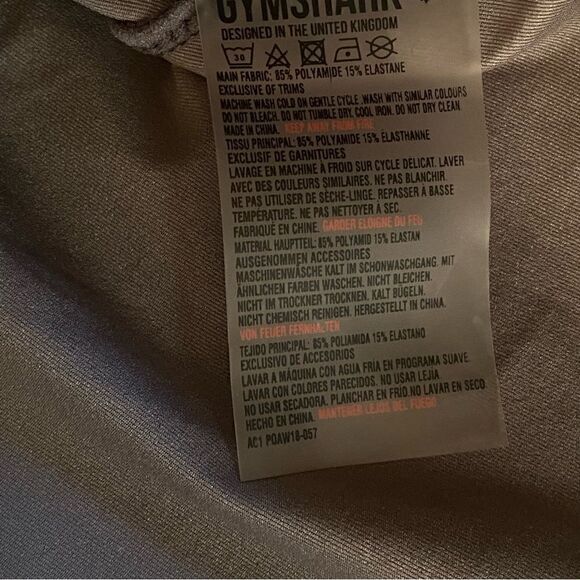 GYMSHARK
DESIGNED IN THE UNITED KINGDOM
30
MAIN FABRIC: 85% POLYAMIDE 15% ELASTANE
EXCLUSIVE OF TRIMS
MACHINE WASH COLD ON GENTLE CYCLE .WASH WITH SIMILAR COLOURS
DO NOT BLEACH. DO NOT TUMBLE DRY. COOL IRON. DO NOT DRY CLEAN.
MADE IN CHINA. KEEP AWAY FROM FIRE
TISSU PRINCIPAL: 85% POLYAMIDE 15% ELASTHANNE
EXCLUSIF DE GARNITURES
LAVAGE EN MACHINE À FROID SUR CYCLE DELICAT. LAVER
AVEC DES COULEURS SIMILAIRES. NE PAS BLANCHIR.
NE PAS UTILISER DE SÈCHE-LINGE. REPASSER À BASSE
TEMPÉRATURE. NE PAS NETTOYER À SEC.
FABRIQUÉ EN CHINE. GARDER ELOIGNE DU FEU
MATERIAL HAUPTTEIL: 85% POLYAMID 15% ELASTAN
AUSGENOMMEN ACCESSOIRES
MASCHINENWÄSCHE KALT IM SCHONWASCHGANG. MIT
ÄHNLICHEN FARBEN WASCHEN. NICHT BLEICHEN.
NICHT IM TROCKNER TROCKNEN. KALT BÜGELN.
NICHT CHEMISCH REINIGEN. HERGESTELLT IN CHINA.
VON FEUER FERNHALTEN
TEJIDO PRINCIPAL: 85% POLIAMIDA 15% ELASTANO
EXCLUSIVO DE ACCESORIOS
LAVAR A MÁQUINA CON AGUA FRÍA EN PROGRAMA SUAVE.
LAVAR CON COLORES PARECIDOS. NO USAR LEJIA
NO USAR SECADORA. PLANCHAR EN FRÍO.NO LAVAR EN SECO.
HECHO EN CHINA. MANTENER LEJOS DEL FUEGO
AC1 POAW18-057